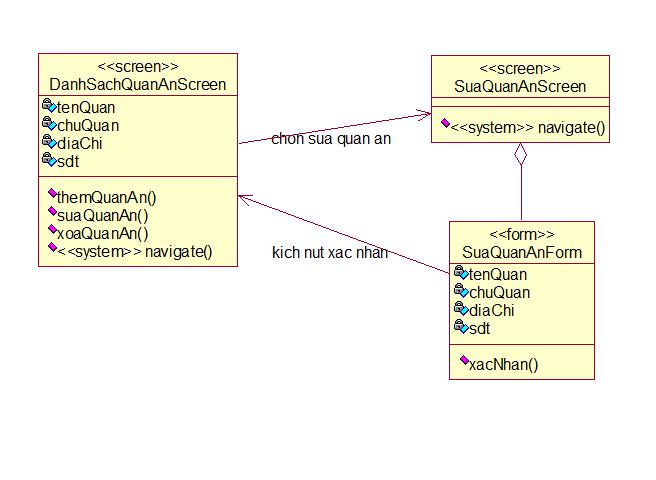 <<screen>>
DanhSachQuanAnScreen
tenQuan
chuQuan
diaChi
sdt
themQuanAn()
suaQuanAn()
xoaQuanAn()
<<system>> navigate()
chon sua quan an
<<screen>>
SuaQuanAnScreen
<<system>> navigate()
kich nut xac nhan
<<form>>
SuaQuanAnForm
tenQuan
chuQuan
diaChi
sdt
xacNhan()